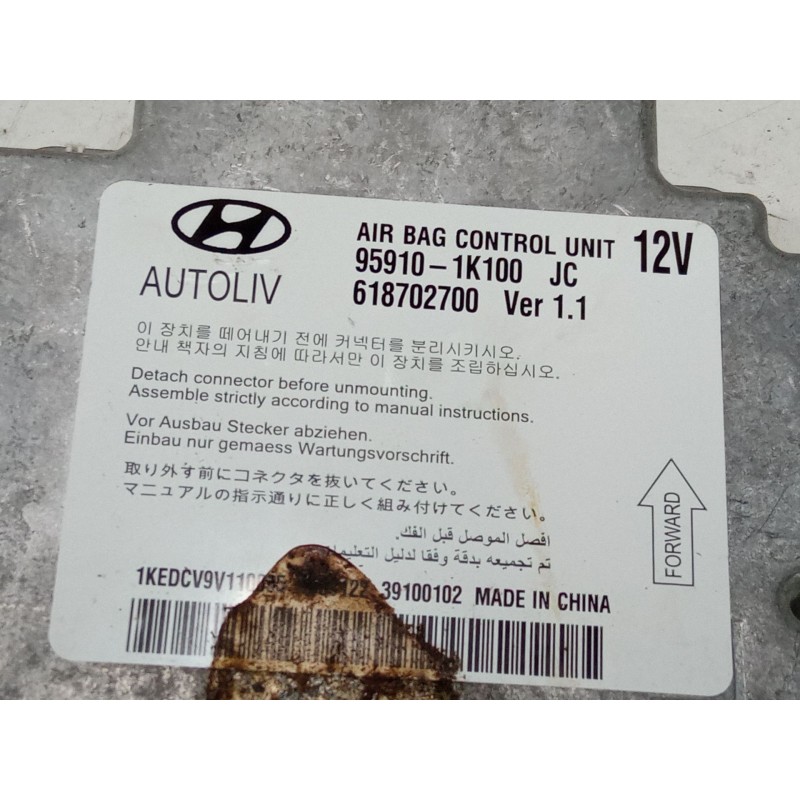 AIR BAG CONTROL UNIT 12V
95910-1K100 JC
AUTOLIV
618702700 Ver 1.1
이 장치를 떼어내기 전에 커넥터를 분리시키시오.
안내 책자의 지침에 따라서만 이 장치를 조립하십시오.
Detach connector before unmounting.
Assemble strictly according to manual instructions.
Vor Ausbau Stecker abziehen.
Einbau nur gemaess Wartungsvorschrift.
取り外す前にコネクタを抜いてください。
マニュアルの指示通りに正しく組み付けてください。
افصل الموصل قبل الفك.
تم تجميعه بدقة وفقا لدليل
39100102 MADE IN CHINA
FORWARD